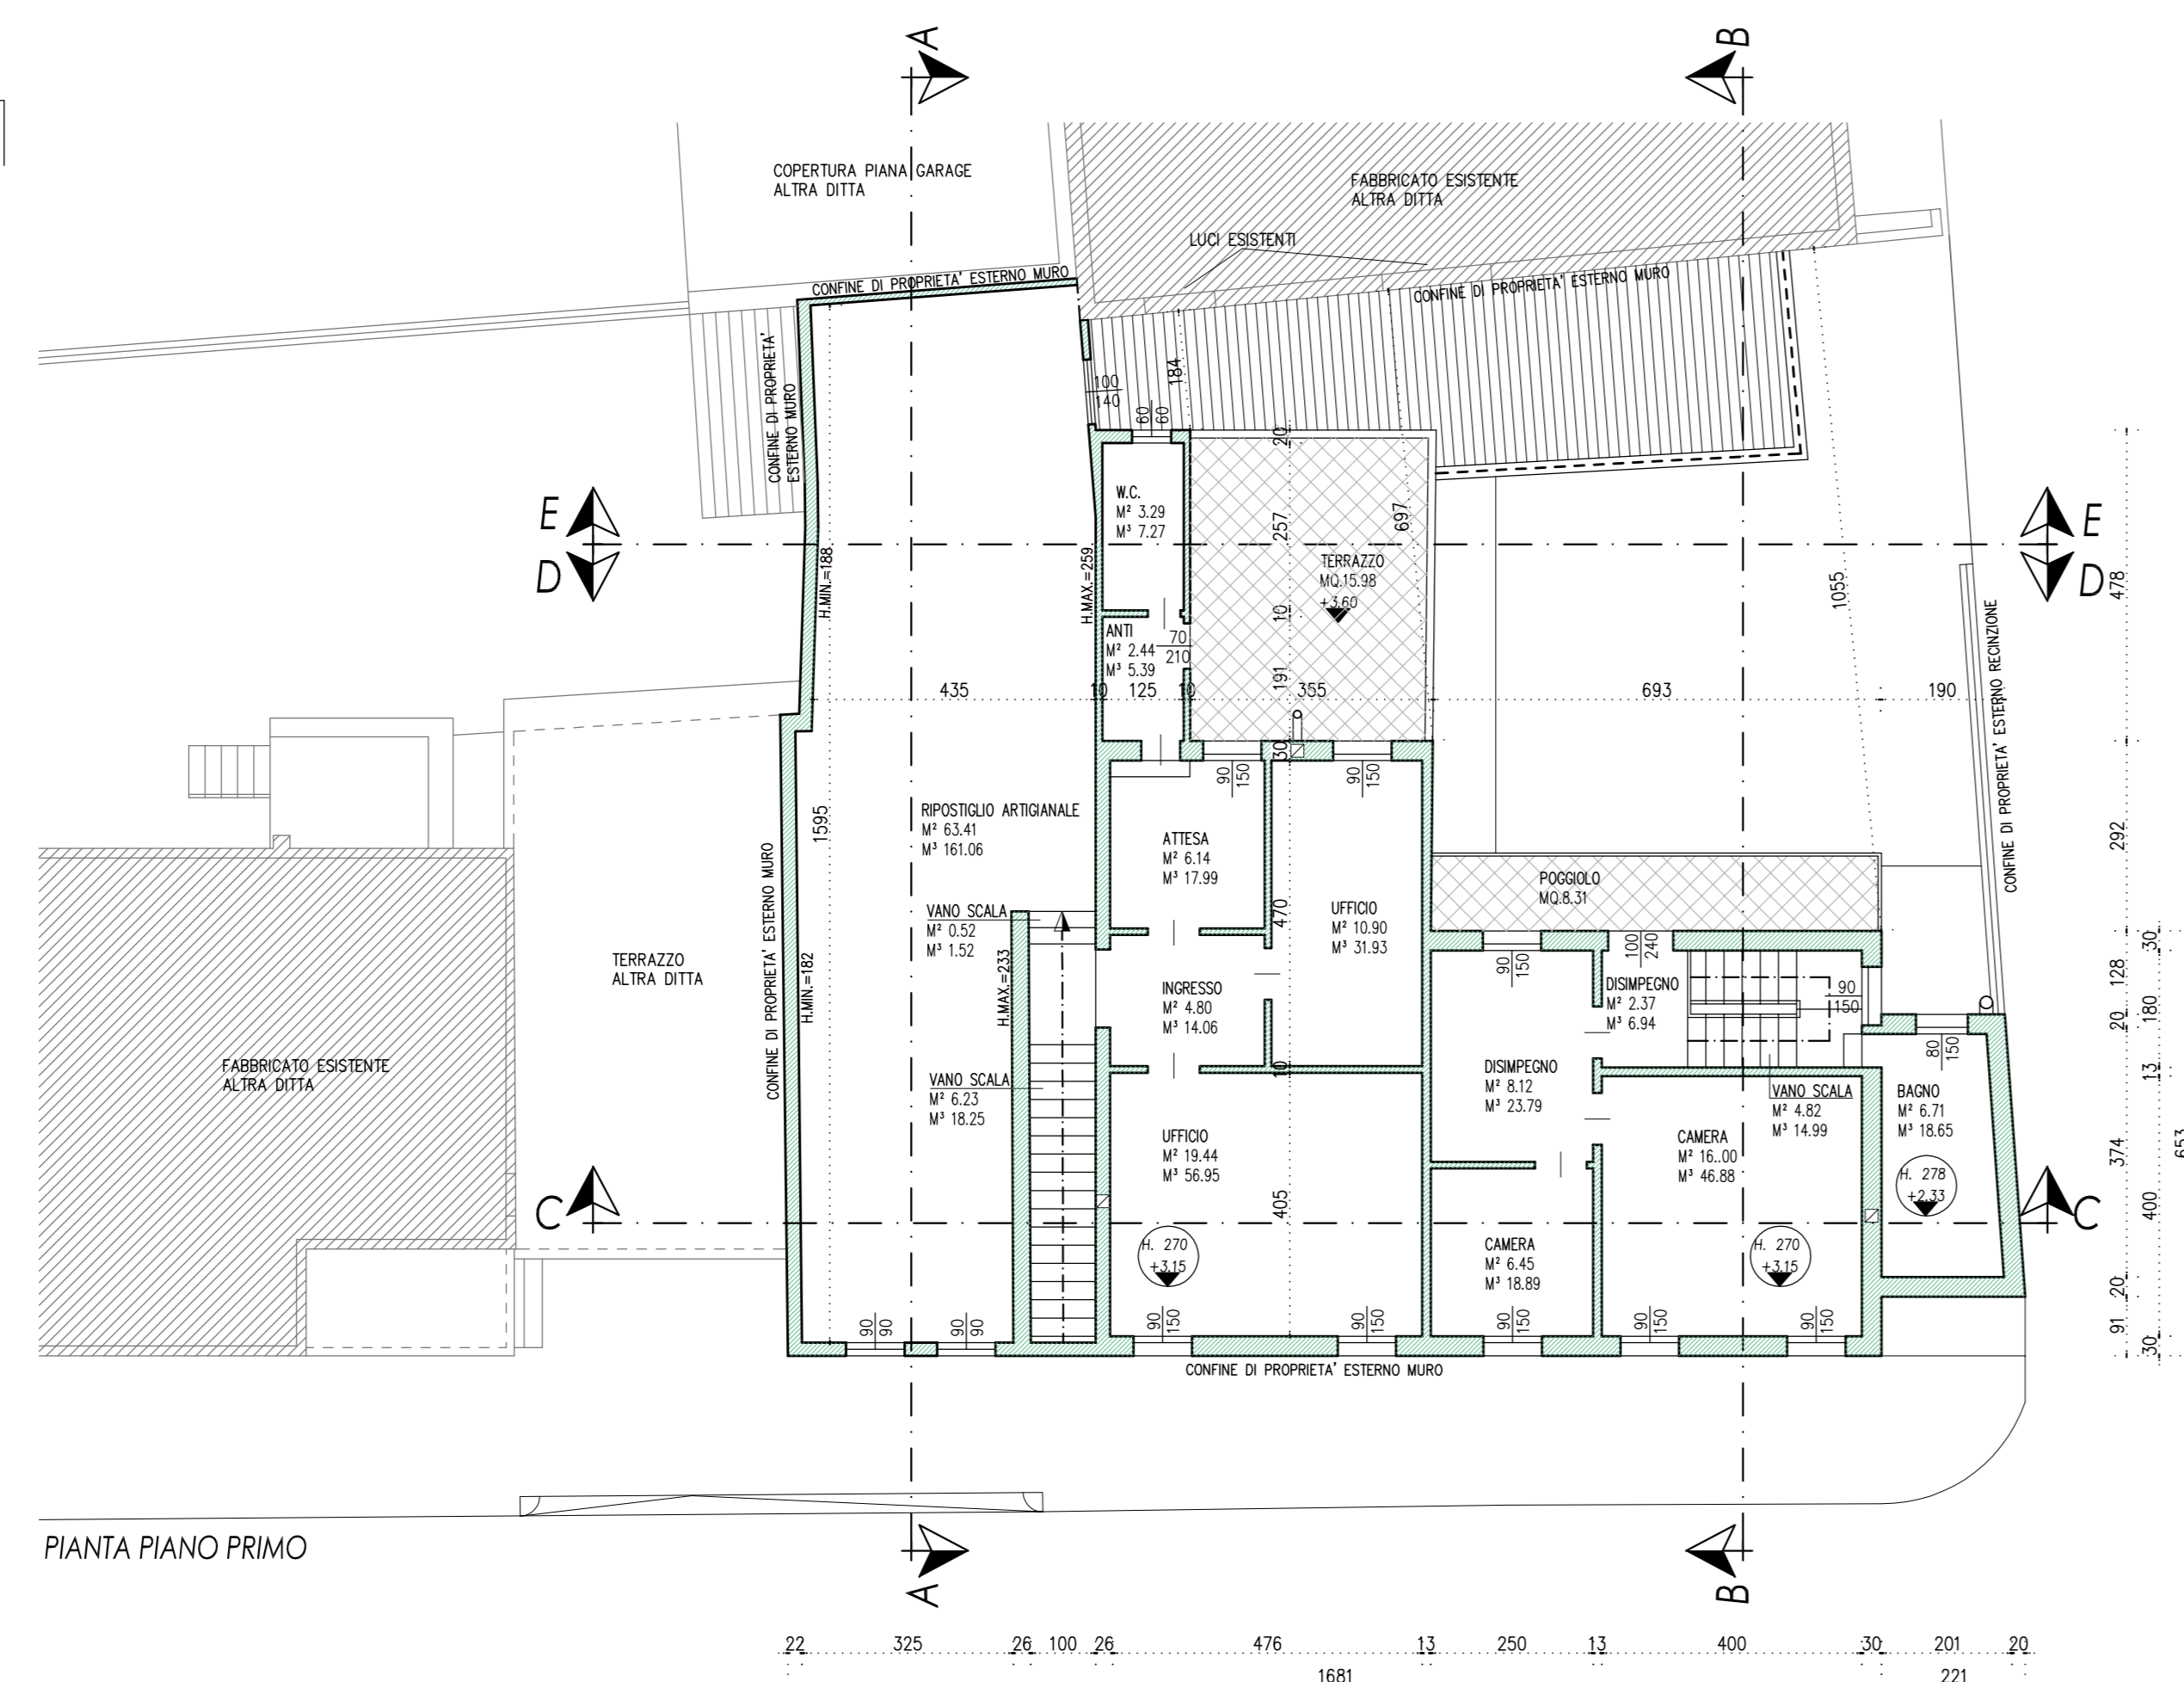 A
B
COPERTURA PIANA GARAGE
ALTRA DITTA
FABBRICATO ESISTENTE
ALTRA DITTA
LUCI ESISTENTI
CONFINE DI PROPRIETA' ESTERNO MURO
CONFINE DI PROPRIETA' ESTERNO MURO
CONFINE DI PROPRIETA'
ESTERNO MURO
184
100
140
60
60
20
E
D
H.MIN.=188
H.MAX.=259
W.C.
M² 3.29
M³ 7.27
257
697
TERRAZZO
MQ.15.98
+3.60
10
1055
E
D
478
ANTI
M² 2.44
M³ 5.39
70
210
191
435
10
125
10
355
693
190
CONFINE DI PROPRIETA' ESTERNO RECINZIONE
30
90
150
90
150
1595
RIPOSTIGLIO ARTIGIANALE
M² 63.41
M³ 161.06
ATTESA
M² 6.14
M³ 17.99
292
CONFINE DI PROPRIETA' ESTERNO MURO
VANO SCALA
M² 0.52
M³ 1.52
470
UFFICIO
M² 10.90
M³ 31.93
POGGIOLO
MQ.8.31
TERRAZZO
ALTRA DITTA
H.MIN.=182
H.MAX.=233
INGRESSO
M² 4.80
M³ 14.06
90
150
100
240
DISIMPEGNO
M² 2.37
M³ 6.94
90
150
30
128
180
20
FABBRICATO ESISTENTE
ALTRA DITTA
VANO SCALA
M² 6.23
M³ 18.25
10
DISIMPEGNO
M² 8.12
M³ 23.79
80
150
13
VANO SCALA
M² 4.82
M³ 14.99
BAGNO
M² 6.71
M³ 18.65
UFFICIO
M² 19.44
M³ 56.95
CAMERA
M² 16..00
M³ 46.88
374
653
H. 278
+2.33
C
C
405
400
H. 270
+3.15
CAMERA
M² 6.45
M³ 18.89
H. 270
+3.15
20
90
90
90
90
90
150
90
150
90
150
90
150
90
150
91
30
CONFINE DI PROPRIETA' ESTERNO MURO
PIANTA PIANO PRIMO
A
B
22
325
26
100
26
476
13
250
13
400
30
201
20
1681
221